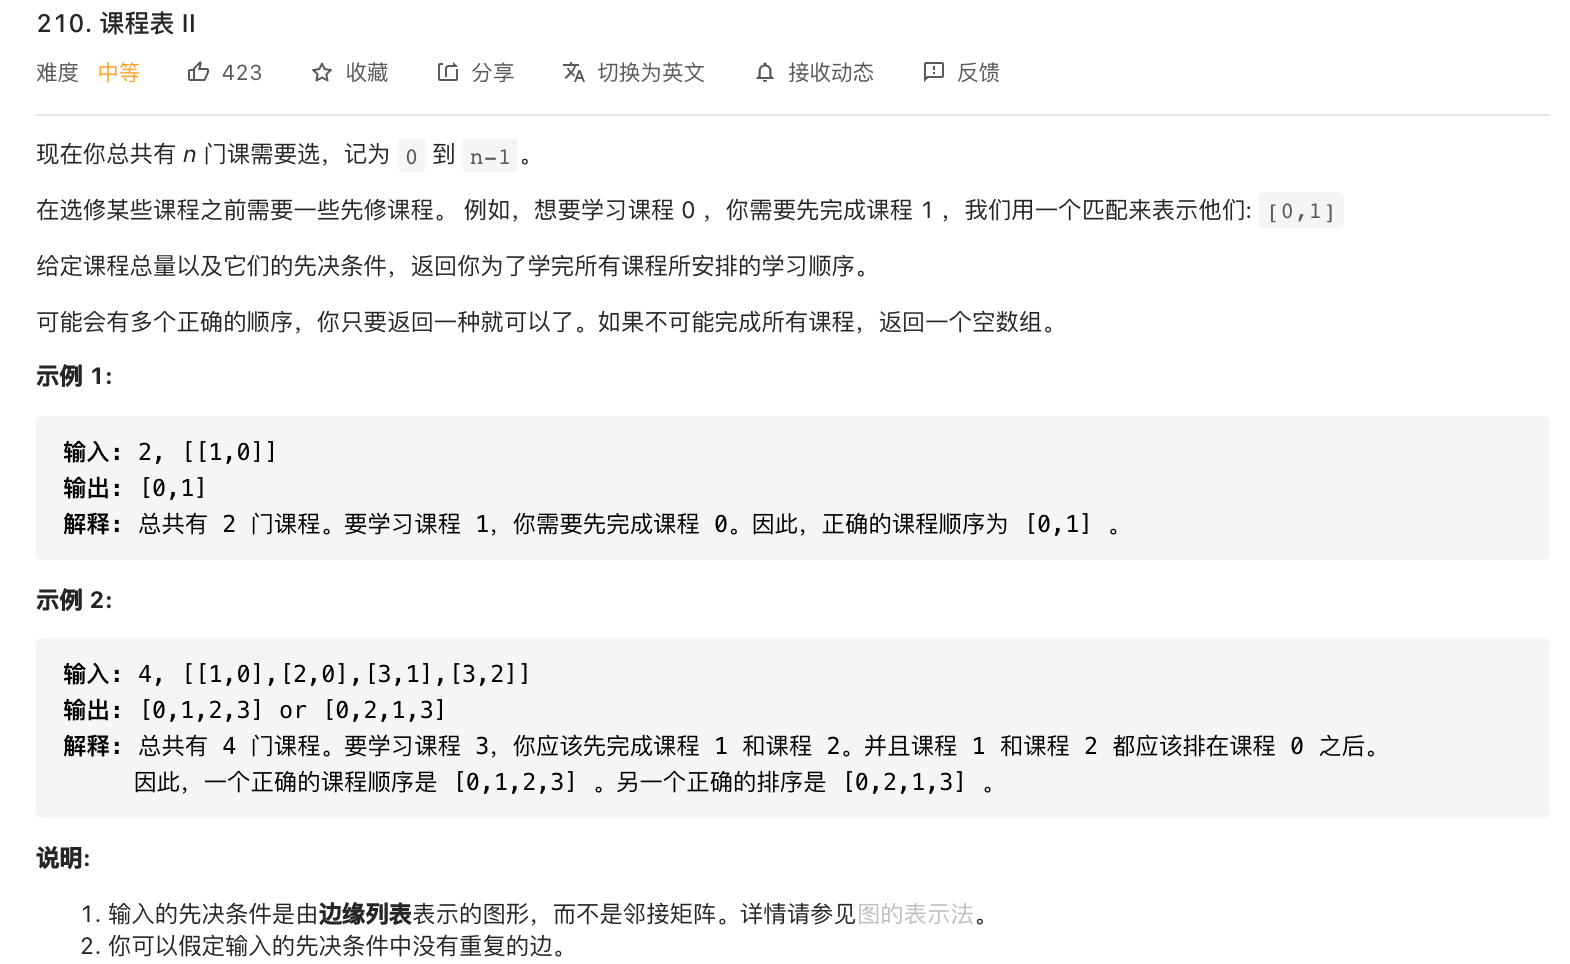 210. 课程表 II
难度 中等 423 收藏 分享 切换为英文 接收动态 反馈
现在你总共有 n 门课需要选，记为 0 到 n-1 。
在选修某些课程之前需要一些先修课程。 例如，想要学习课程 0 ，你需要先完成课程 1 ，我们用一个匹配来表示他们: [0,1]
给定课程总量以及它们的先决条件，返回你为了学完所有课程所安排的学习顺序。
可能会有多个正确的顺序，你只要返回一种就可以了。如果不可能完成所有课程，返回一个空数组。
示例 1:
输入: 2, [[1,0]]
输出: [0,1]
解释: 总共有 2 门课程。要学习课程 1，你需要先完成课程 0。因此，正确的课程顺序为 [0,1] 。
示例 2:
输入: 4, [[1,0],[2,0],[3,1],[3,2]]
输出: [0,1,2,3] or [0,2,1,3]
解释: 总共有 4 门课程。要学习课程 3，你应该先完成课程 1 和课程 2。并且课程 1 和课程 2 都应该排在课程 0 之后。
因此，一个正确的课程顺序是 [0,1,2,3] 。另一个正确的排序是 [0,2,1,3] 。
说明:
1. 输入的先决条件是由边缘列表表示的图形，而不是邻接矩阵。详情请参见图的表示法。
2. 你可以假定输入的先决条件中没有重复的边。